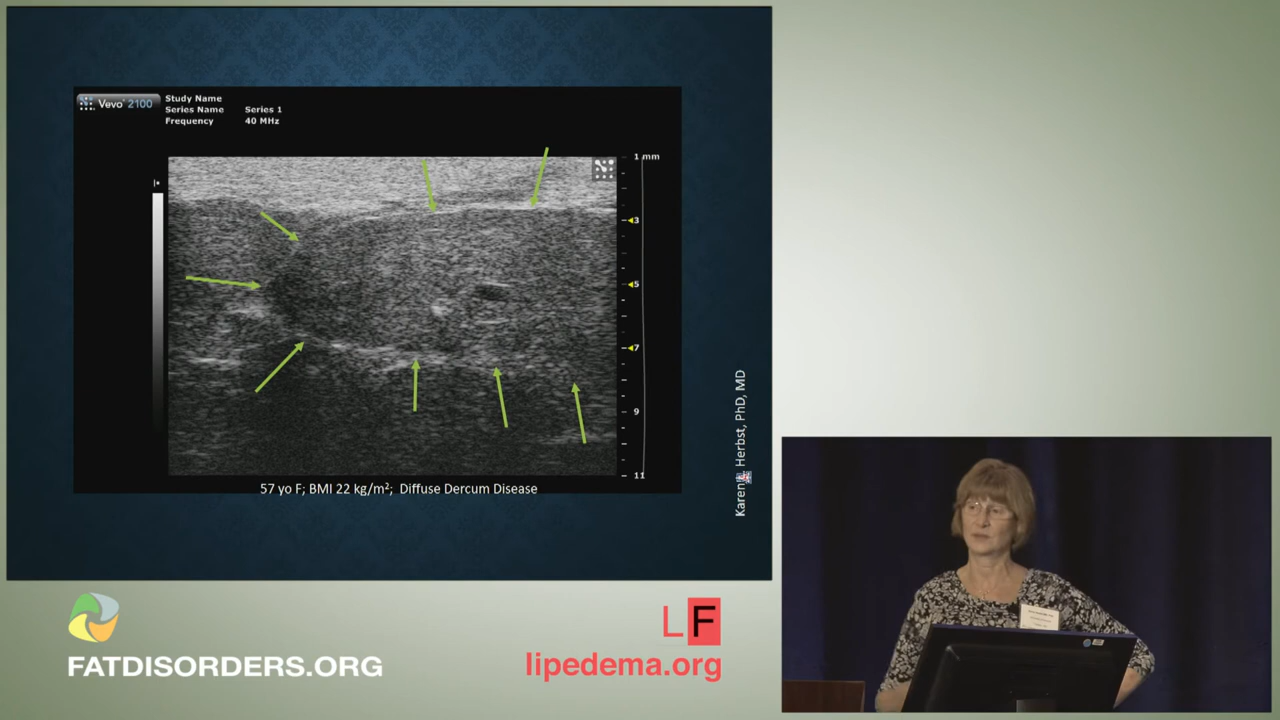 Vevo 2100
Study Name
Series Name Series 1
Frequency 40 MHz
1 mm
3
5
7
9
11
57 yo F; BMI 22 kg/m²; Diffuse Dercum Disease
Herbst, PhD, MD
LF
FATDISORDERS.ORG
lipedema.org